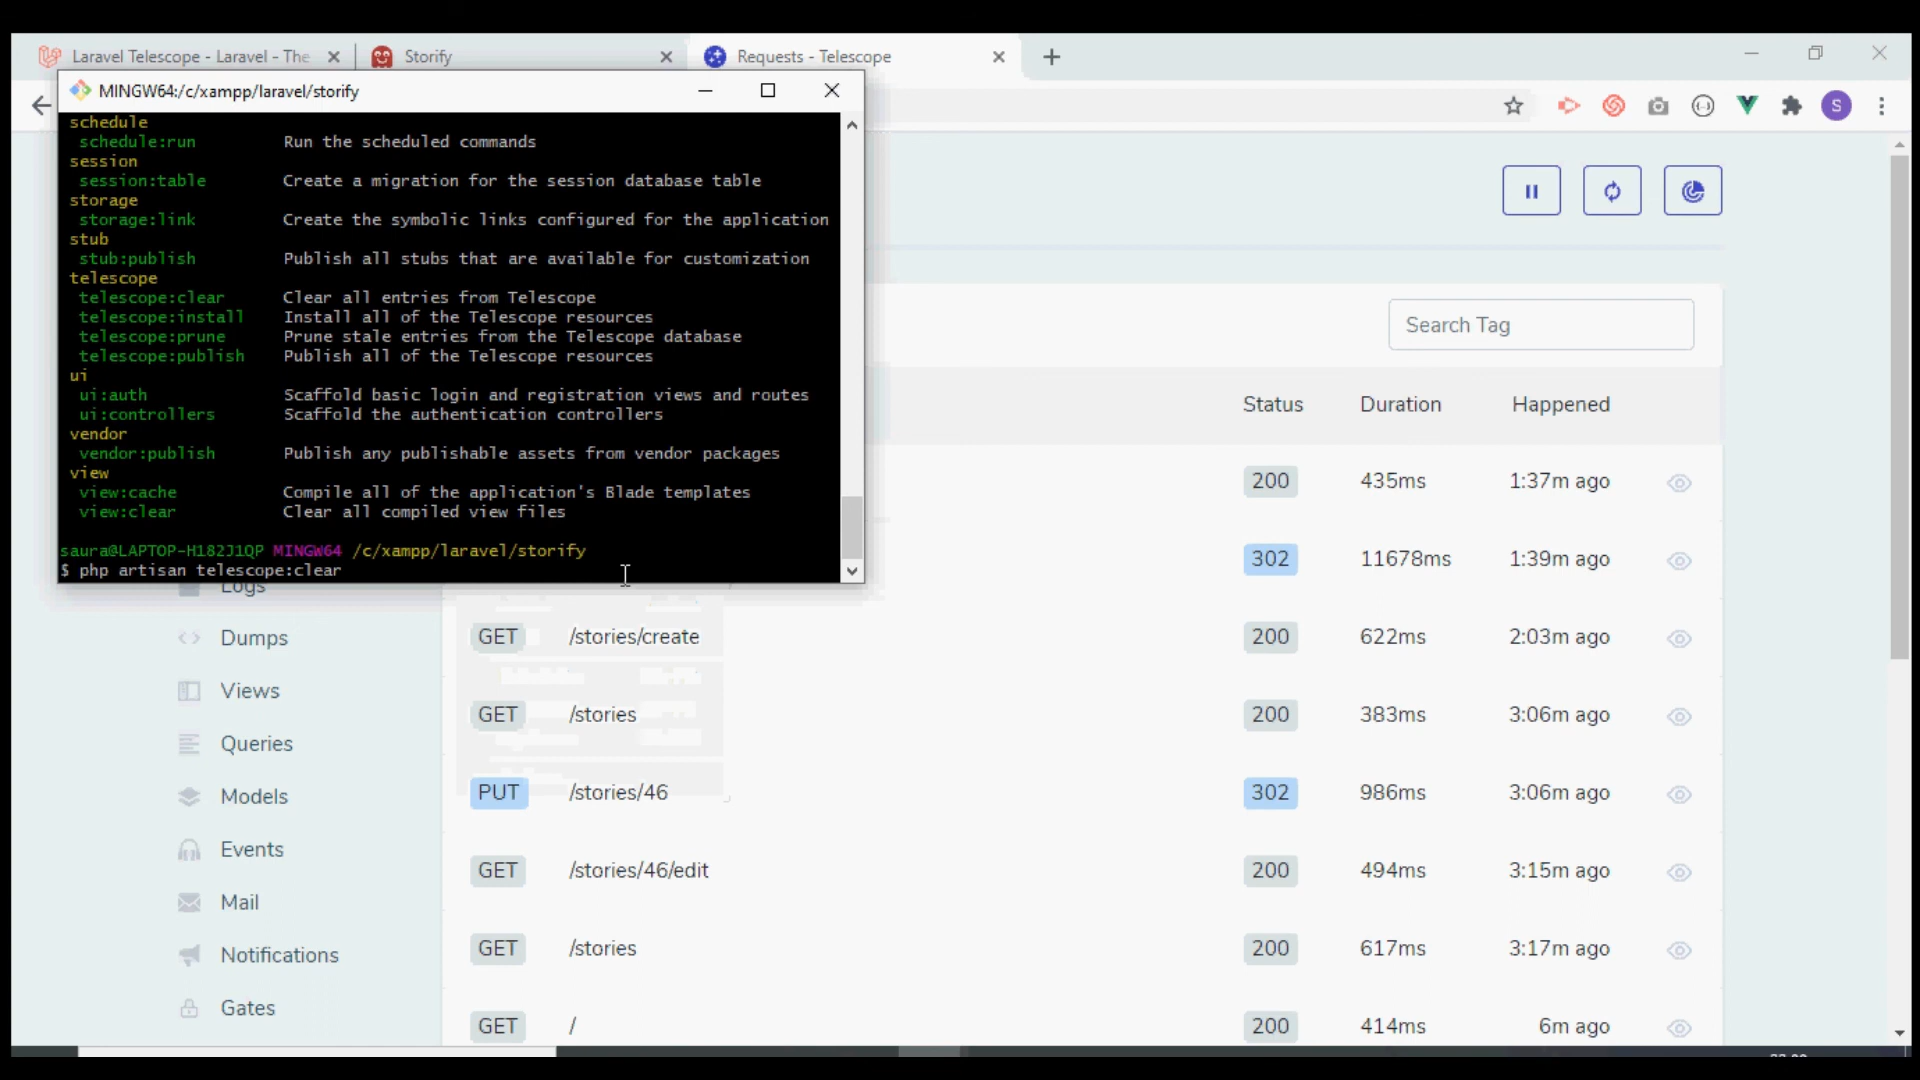 Laravel Telescope - Laravel - The
Storify
Requests - Telescope
MINGW64:/c/xampp/laravel/storify
S
schedule
schedule:run Run the scheduled commands
session
session:table Create a migration for the session database table
storage
storage:link Create the symbolic links configured for the application
stub
stub:publish Publish all stubs that are available for customization
telescope
telescope:clear Clear all entries from Telescope
telescope:install Install all of the Telescope resources
telescope:prune Prune stale entries from the Telescope database
telescope:publish Publish all of the Telescope resources
ui
ui:auth Scaffold basic login and registration views and routes
ui:controllers Scaffold the authentication controllers
vendor
vendor:publish Publish any publishable assets from vendor packages
view
view:cache Compile all of the application's Blade templates
view:clear Clear all compiled view files
saura@LAPTOP-H182J1QP MINGW64 /c/xampp/laravel/storify
$ php artisan telescope:clear
Logs
Dumps
Views
Queries
Models
Events
Mail
Notifications
Gates
Search Tag
Status Duration Happened
200 435ms 1:37m ago
302 11678ms 1:39m ago
GET /stories/create 200 622ms 2:03m ago
GET /stories 200 383ms 3:06m ago
PUT /stories/46 302 986ms 3:06m ago
GET /stories/46/edit 200 494ms 3:15m ago
GET /stories 200 617ms 3:17m ago
GET / 200 414ms 6m ago